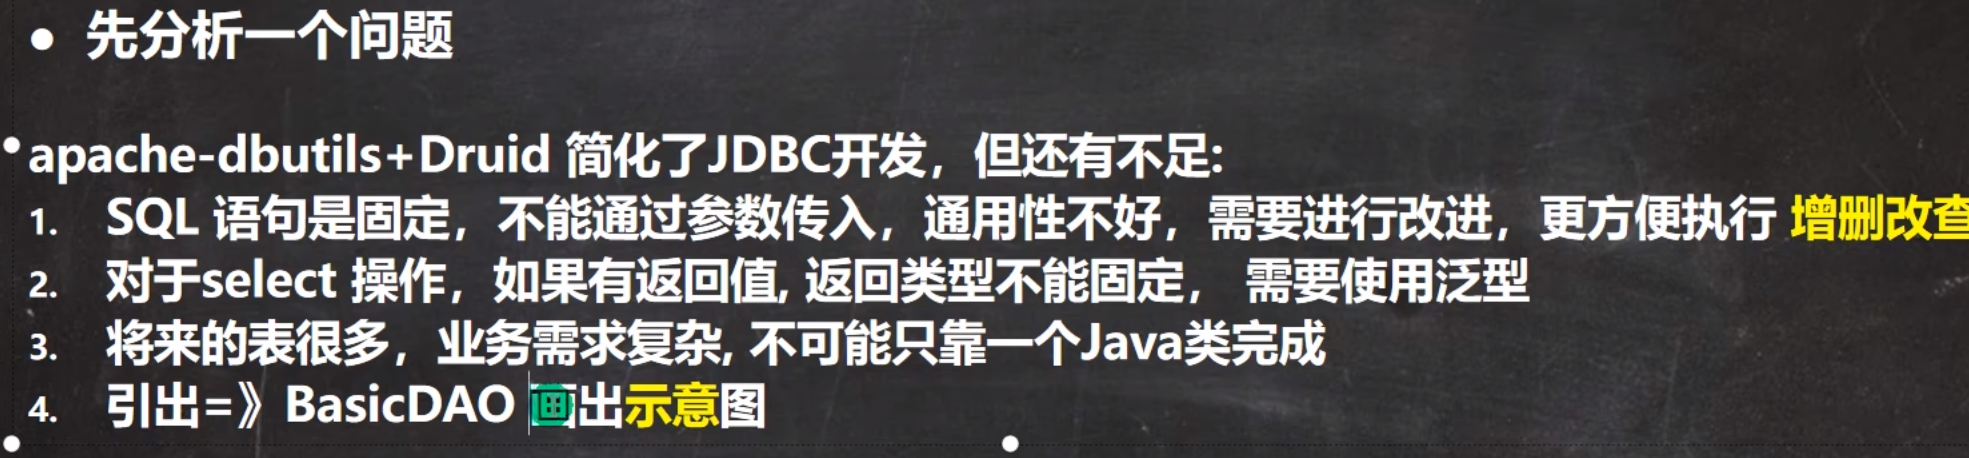 ● 先分析一个问题
apache-dbutils+Druid 简化了JDBC开发，但还有不足:
1. SQL 语句是固定，不能通过参数传入，通用性不好，需要进行改进，更方便执行 增删改查
2. 对于select 操作，如果有返回值, 返回类型不能固定， 需要使用泛型
3. 将来的表很多，业务需求复杂, 不可能只靠一个Java类完成
4. 引出=》BasicDAO 画出示意图